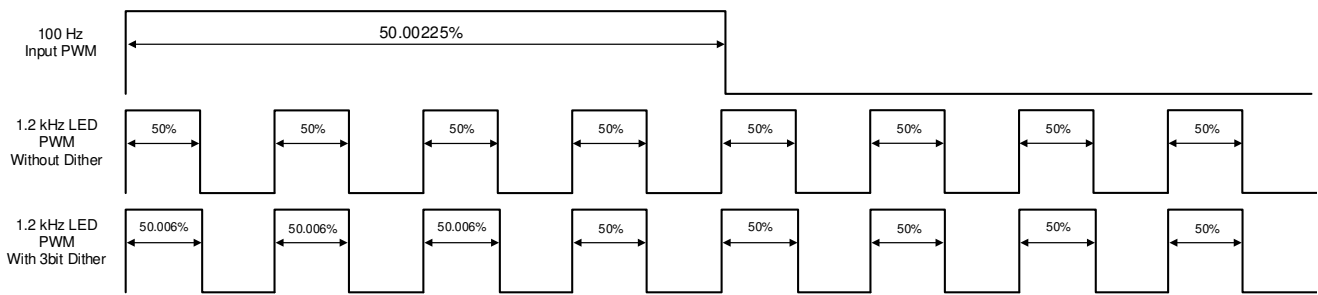 100 Hz
Input PWM
50.00225%
1.2 kHz LED
PWM
Without Dither
50% 50% 50% 50% 50% 50% 50% 50%
1.2 kHz LED
PWM
With 3bit Dither
50.006% 50.006% 50.006% 50% 50% 50% 50% 50%